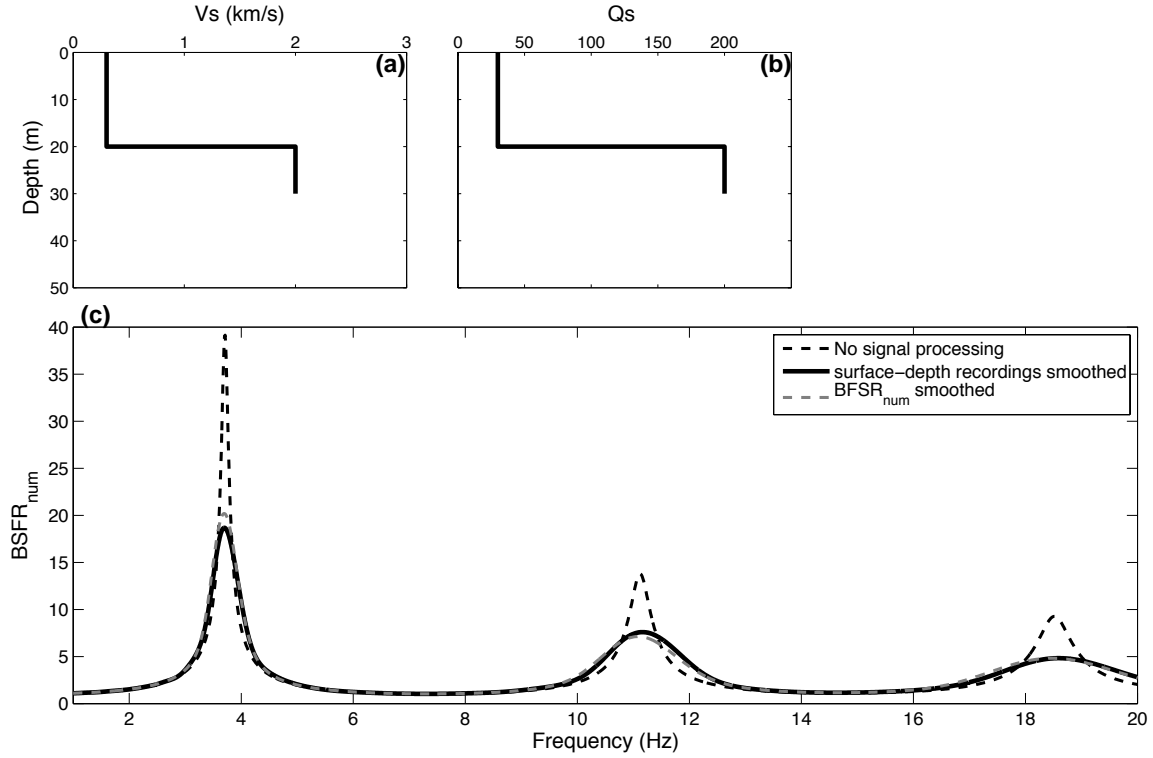 Vs (km/s)
0 1 2 3
(a)
0
10
20
30
40
50
Depth (m)
Qs
0 50 100 150 200
(b)
(c)
40
35
30
25
20
15
10
5
0
BSFRnum
No signal processing
surface-depth recordings smoothed
BFSRnum smoothed
2 4 6 8 10 12 14 16 18 20
Frequency (Hz)